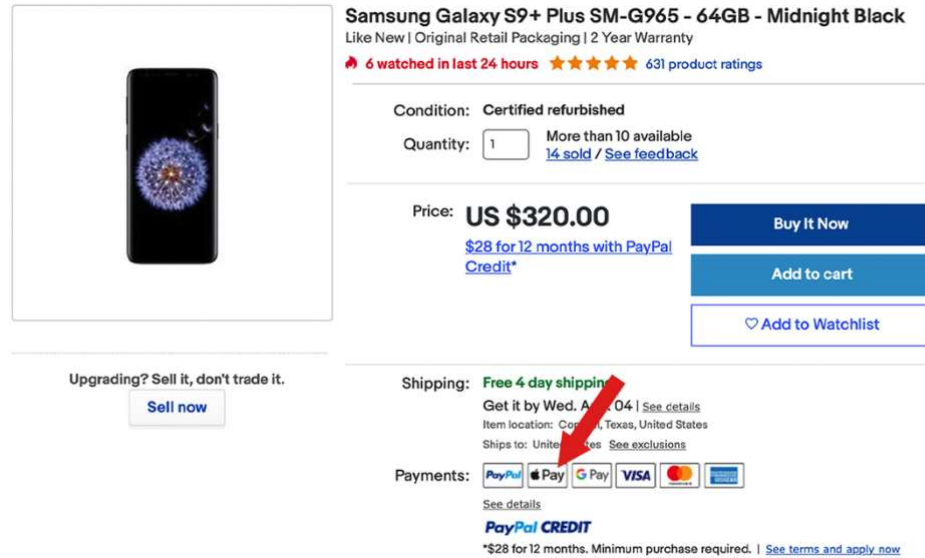 Samsung Galaxy S9+ Plus SM-G965 - 64GB - Midnight Black
Like New | Original Retail Packaging | 2 Year Warranty
6 watched in last 24 hours 631 product ratings
Condition: Certified refurbished
Quantity: 1 More than 10 available
14 sold / See feedback
Price: US $320.00 Buy It Now
$28 for 12 months with PayPal
Credit*
Add to cart
Add to Watchlist
Upgrading? Sell it, don't trade it.
Sell now
Shipping: Free 4 day shipping
Get it by Wed. 04 | See details
Item location: Texas, United States
Ships to: See exclusions
Payments: PayPal Pay G Pay VISA
See details
PayPal CREDIT
*$28 for 12 months. Minimum purchase required. | See terms and apply now